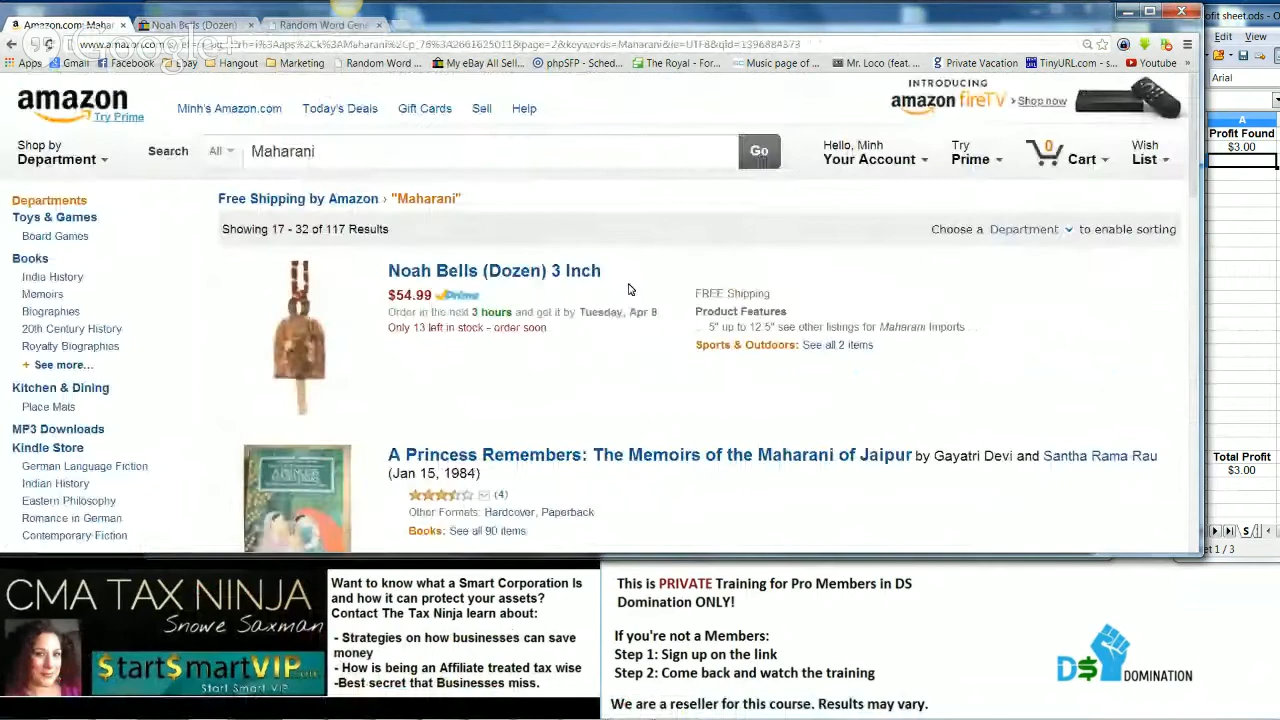 Amazon.com: Mahar
Noah Bells (Dozen)
Random Word Gene
Google+
Apps
Gmail
Facebook
Ebay
Hangout
Marketing
Random Word ...
My eBay All Sell...
phpSFP - Sched...
The Royal - For...
Music page of ...
Mr. Loco (feat. ...
Private Vacation
TinyURL.com - s...
Youtube
ofit sheet.ods - O
Edit View
Arial
A
Profit Found
$3.00
amazon
Try Prime
Minh's Amazon.com
Today's Deals
Gift Cards
Sell
Help
INTRODUCING
amazon fireTV
Shop now
Shop by
Department
Search
All
Maharani
Go
Hello, Minh
Your Account
Try
Prime
0
Cart
Wish
List
Departments
Toys & Games
Board Games
Books
India History
Memoirs
Biographies
20th Century History
Royalty Biographies
+ See more...
Kitchen & Dining
Place Mats
MP3 Downloads
Kindle Store
German Language Fiction
Indian History
Eastern Philosophy
Romance in German
Contemporary Fiction
Free Shipping by Amazon › "Maharani"
Showing 17 - 32 of 117 Results
Choose a Department to enable sorting
Noah Bells (Dozen) 3 Inch
$54.99 Prime
Order in the next 3 hours and get it by Tuesday, Apr 8
Only 13 left in stock - order soon
FREE Shipping
Product Features
... 5" up to 12.5" see other listings for Maharani Imports ...
Sports & Outdoors: See all 2 items
A Princess Remembers: The Memoirs of the Maharani of Jaipur by Gayatri Devi and Santha Rama Rau
(Jan 15, 1984)
(4)
Other Formats: Hardcover, Paperback
Books: See all 90 items
Total Profit
$3.00
et 1 / 3
CMA TAX NINJA
Snowe Saxman
$tart$martVIP
Start Smart VIP
Want to know what a Smart Corporation Is
and how it can protect your assets?
Contact The Tax Ninja learn about:
- Strategies on how businesses can save
money
- How is being an Affiliate treated tax wise
-Best secret that Businesses miss.
This is PRIVATE Training for Pro Members in DS
Domination ONLY!
If you're not a Members:
Step 1: Sign up on the link
Step 2: Come back and watch the training
We are a reseller for this course. Results may vary.
D$ DOMINATION